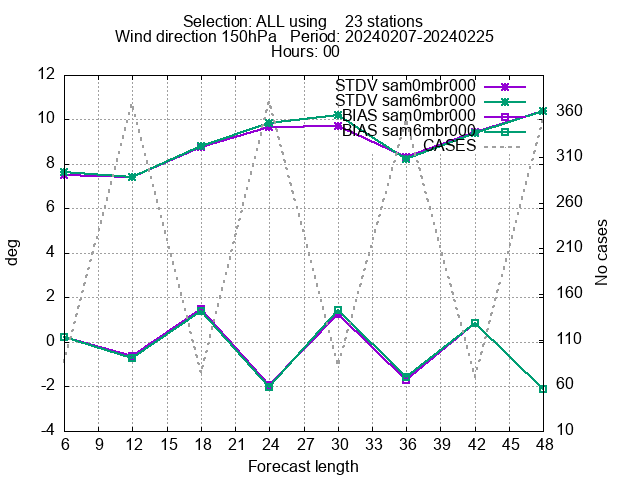 Selection: ALL using    23 stations
Wind direction 150hPa   Period: 20240207-20240225
Hours: 00
STDV sam0mbr000
STDV sam6mbr000
BIAS sam0mbr000
BIAS sam6mbr000
CASES
12
10
8
6
4
2
0
-2
-4
deg
360
310
260
210
160
110
60
10
No cases
6 9 12 15 18 21 24 27 30 33 36 39 42 45 48
Forecast length